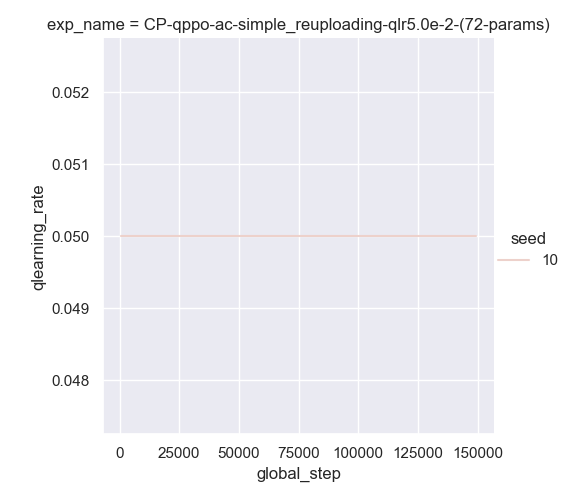 exp_name = CP-qppo-ac-simple_reuploading-qlr5.0e-2-(72-params)
0.052
0.051
0.050
0.049
0.048
qlearning_rate
0 25000 50000 75000 100000 125000 150000
global_step
seed
10